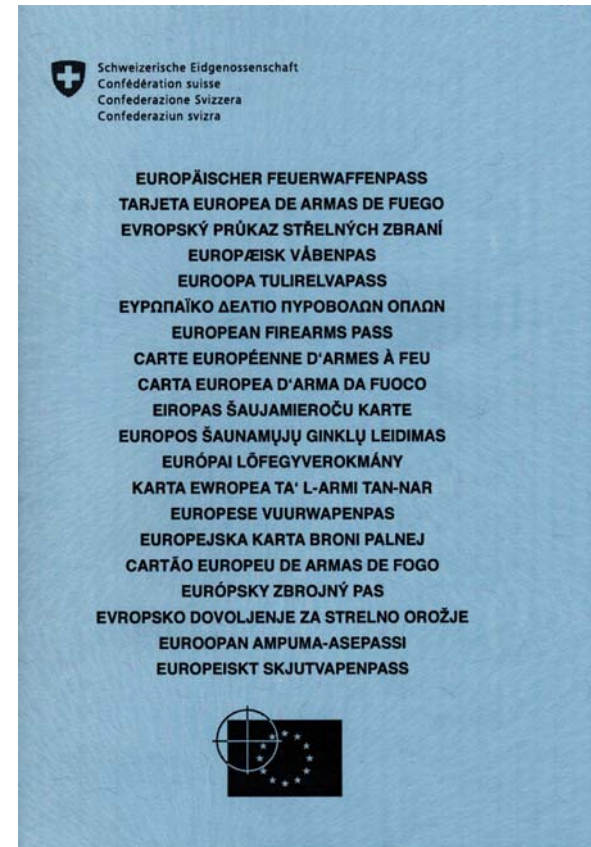 Schweizerische Eidgenossenschaft
Confédération suisse
Confederazione Svizzera
Confederaziun svizra
EUROPÄISCHER FEUERWAFFENPASS
TARJETA EUROPEA DE ARMAS DE FUEGO
EVROPSKÝ PRŮKAZ STŘELNÝCH ZBRANÍ
EUROPÆISK VÅBENPAS
EUROOPA TULIRELVAPASS
ΕΥΡΩΠΑΪΚΟ ΔΕΛΤΙΟ ΠΥΡΟΒΟΛΩΝ ΟΠΛΩΝ
EUROPEAN FIREARMS PASS
CARTE EUROPÉENNE D'ARMES À FEU
CARTA EUROPEA D'ARMA DA FUOCO
EIROPAS ŠAUJAMIEROČU KARTE
EUROPOS ŠAUNAMŲJŲ GINKLŲ LEIDIMAS
EURÓPAI LŐFEGYVEROKMÁNY
KARTA EWROPEA TA' L-ARMI TAN-NAR
EUROPESE VUURWAPENPAS
EUROPEJSKA KARTA BRONI PALNEJ
CARTÃO EUROPEU DE ARMAS DE FOGO
EURÓPSKY ZBROJNÝ PAS
EVROPSKO DOVOLJENJE ZA STRELNO OROŽJE
EUROOPAN AMPUMA-ASEPASSI
EUROPEISKT SKJUTVAPENPASS